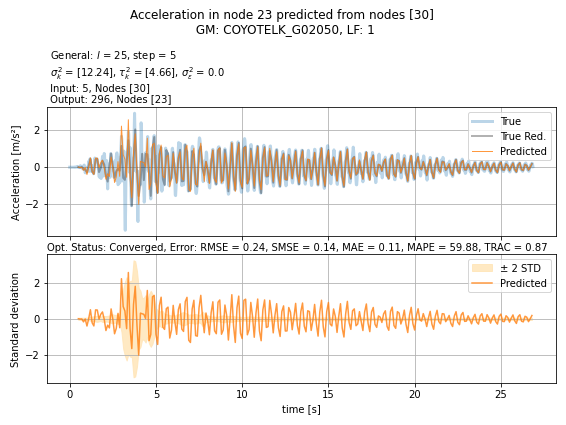 Acceleration in node 23 predicted from nodes [30]
GM: COYOTELK_G02050, LF: 1
General: l = 25, step = 5
σ²ₖ = [12.24], τ²ₖ = [4.66], σ²ε = 0.0
Input: 5, Nodes [30]
Output: 296, Nodes [23]
Acceleration [m/s²]
2
0
−2
True
True Red.
Predicted
Opt. Status: Converged, Error: RMSE = 0.24, SMSE = 0.14, MAE = 0.11, MAPE = 59.88, TRAC = 0.87
Standard deviation
2
0
−2
± 2 STD
Predicted
0 5 10 15 20 25
time [s]